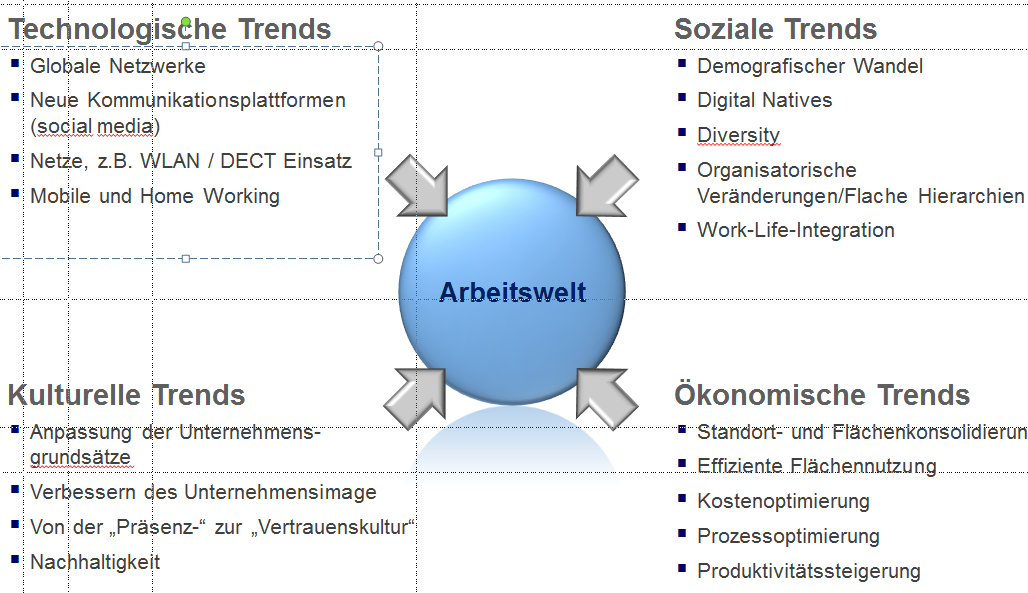 Technologische Trends
Globale Netzwerke
Neue Kommunikationsplattformen
(social media)
Netze, z.B. WLAN / DECT Einsatz
Mobile und Home Working
Soziale Trends
Demografischer Wandel
Digital Natives
Diversity
Organisatorische
Veränderungen/Flache Hierarchien
Work-Life-Integration
Arbeitswelt
Kulturelle Trends
Anpassung der Unternehmens-
grundsätze
Verbessern des Unternehmensimage
Von der „Präsenz-“ zur „Vertrauenskultur“
Nachhaltigkeit
Ökonomische Trends
Standort- und Flächenkonsolidierun
Effiziente Flächennutzung
Kostenoptimierung
Prozessoptimierung
Produktivitätssteigerung